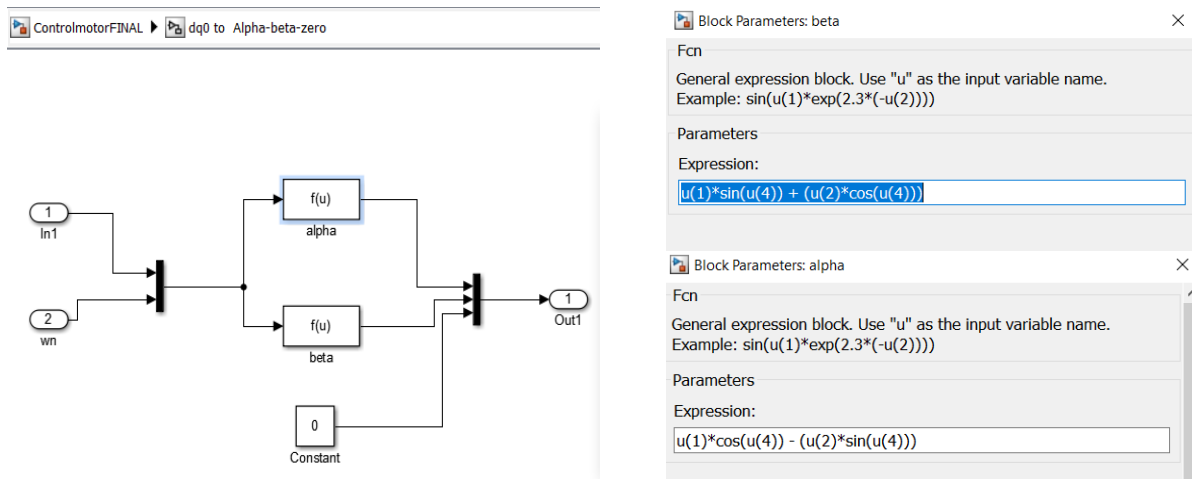 ControlmotorFINAL dq0 to Alpha-beta-zero
1
In1
2
wn
f(u)
alpha
f(u)
beta
0
Constant
1
Out1
Block Parameters: beta
Fcn
General expression block. Use "u" as the input variable name.
Example: sin(u(1)*exp(2.3*(-u(2))))
Parameters
Expression:
u(1)*sin(u(4)) + (u(2)*cos(u(4)))
Block Parameters: alpha
Fcn
General expression block. Use "u" as the input variable name.
Example: sin(u(1)*exp(2.3*(-u(2))))
Parameters
Expression:
u(1)*cos(u(4)) - (u(2)*sin(u(4)))